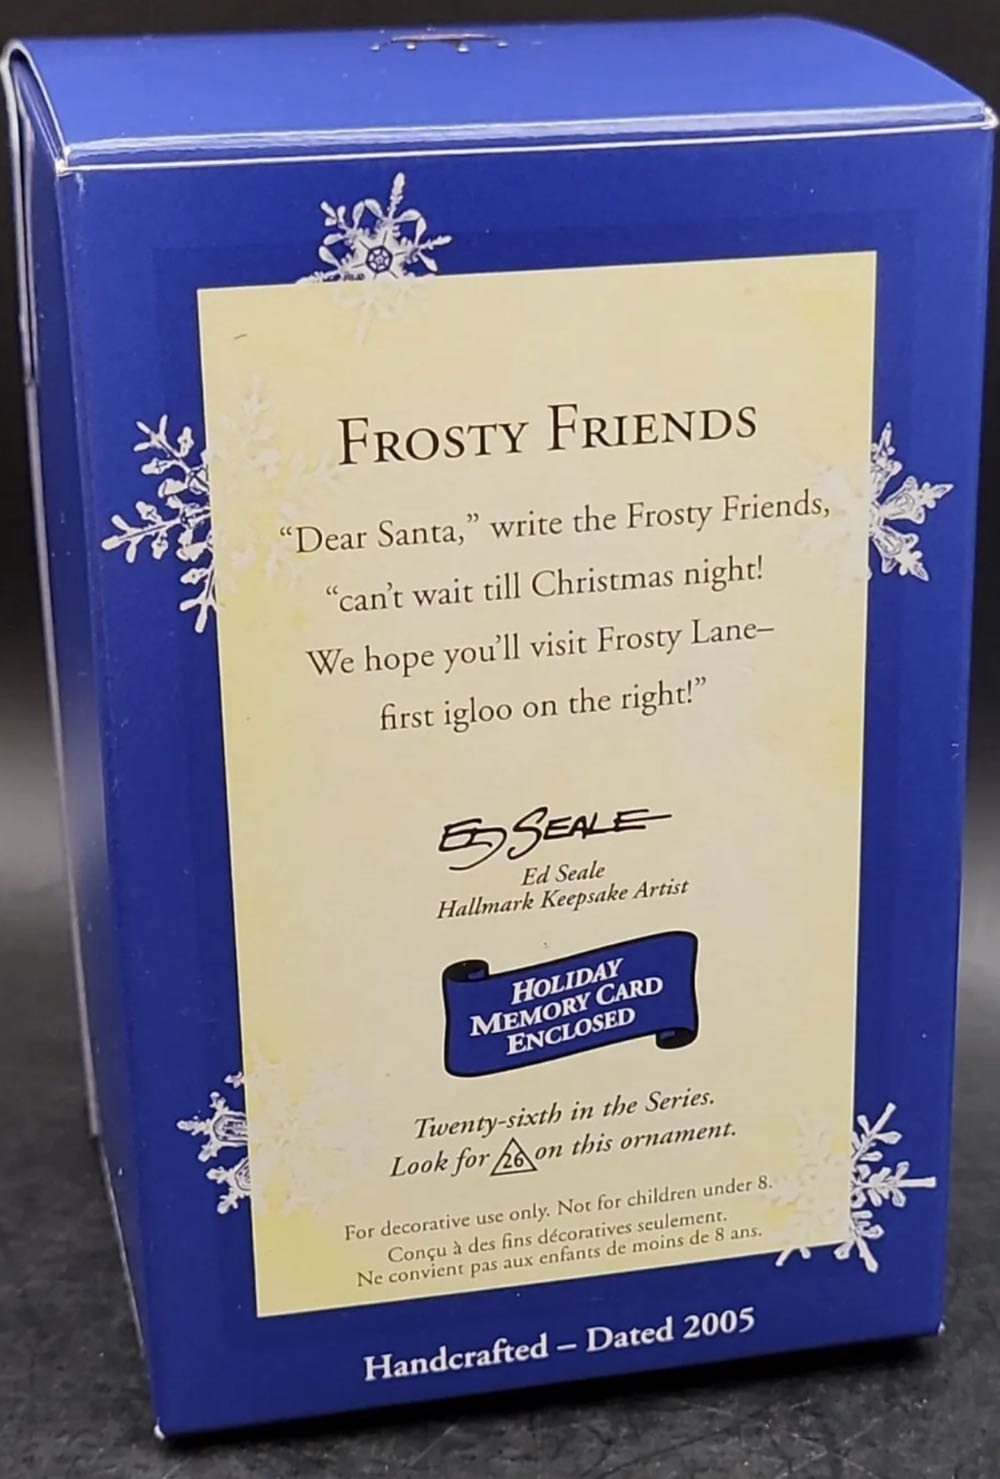 FROSTY FRIENDS
“Dear Santa,” write the Frosty Friends,
“can’t wait till Christmas night!
We hope you’ll visit Frosty Lane–
first igloo on the right!”
ED SEALE
Ed Seale
Hallmark Keepsake Artist
HOLIDAY
MEMORY CARD
ENCLOSED
Twenty-sixth in the Series.
Look for 26 on this ornament.
For decorative use only. Not for children under 8.
Conçu à des fins décoratives seulement.
Ne convient pas aux enfants de moins de 8 ans.
Handcrafted – Dated 2005